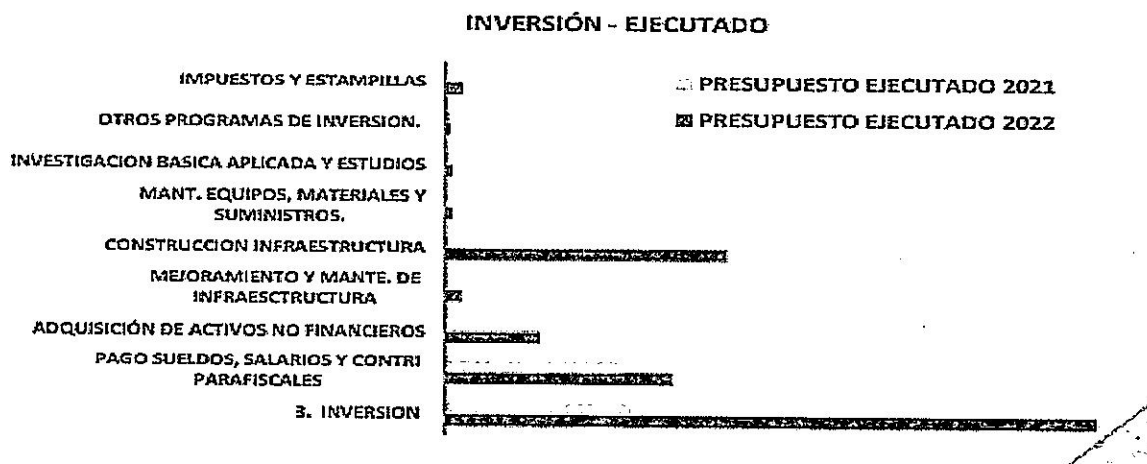 INVERSIÓN - EJECUTADO
IMPUESTOS Y ESTAMPILLAS
OTROS PROGRAMAS DE INVERSION.
INVESTIGACION BASICA APLICADA Y ESTUDIOS
MANT. EQUIPOS, MATERIALES Y
SUMINISTROS.
CONSTRUCCION INFRAESTRUCTURA
MEJORAMIENTO Y MANTE. DE
INFRAESCTRUCTURA
ADQUISICIÓN DE ACTIVOS NO FINANCIEROS
PAGO SUELDOS, SALARIOS Y CONTRI
PARAFISCALES
3. INVERSION
PRESUPUESTO EJECUTADO 2021
PRESUPUESTO EJECUTADO 2022